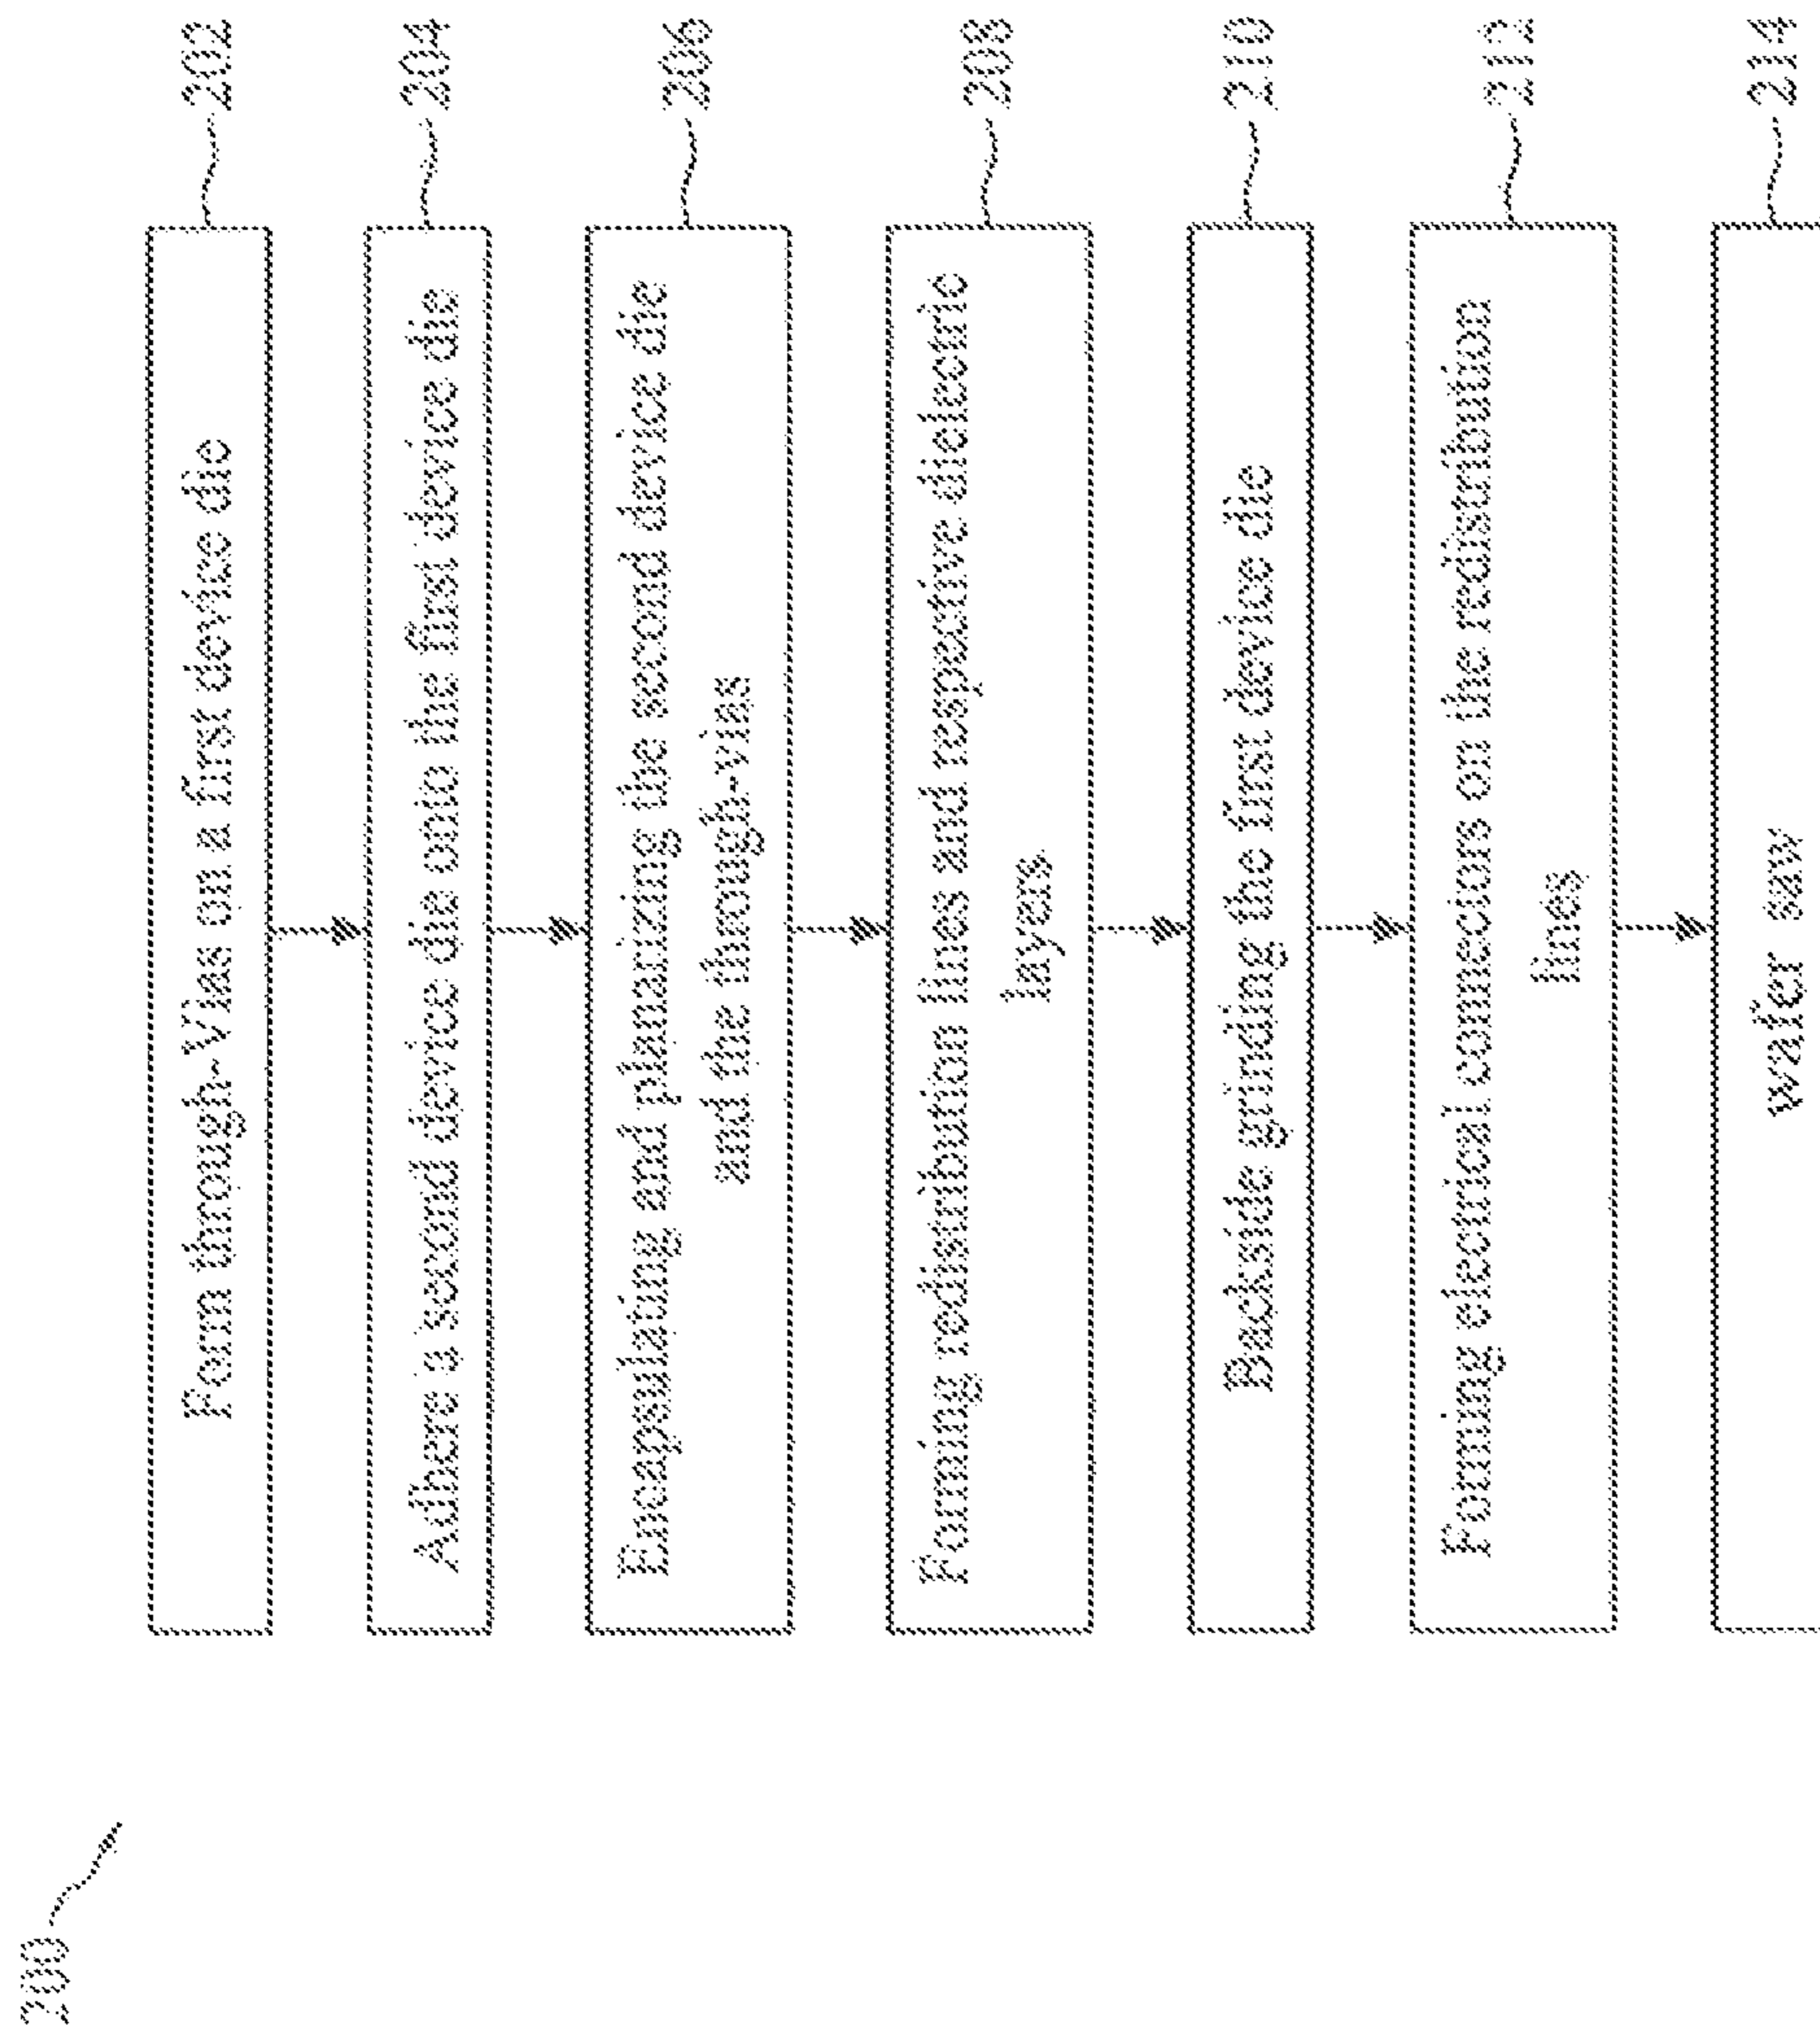 200
Form through-Vias on a first device die
202
Adhere a second device die onto the first device die
204
Encapsulating and planarizing the second device die
and the through-vias
206
Forming redistribution lines and respective dielectric
layers
208
Backside grinding the first device die
210
Forming electrical connectors on the redistribution
lines
212
wafer saw
214